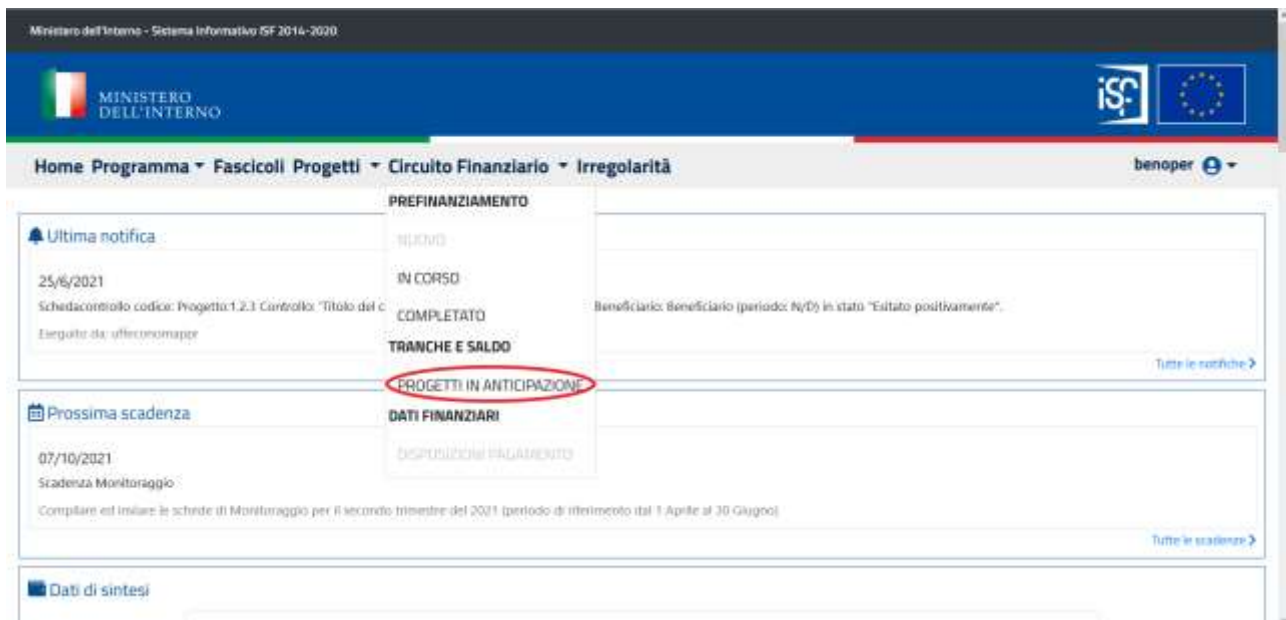 Ministero dell'Interno - Sistema Informativo ISF 2014-2020
MINISTERO
DELL'INTERNO
iSF
Home Programma Fascicoli Progetti Circuito Finanziario Irregolarità benoper
PREFINANZIAMENTO
NUOVO
IN CORSO
COMPLETATO
TRANCHE E SALDO
PROGETTI IN ANTICIPAZIONE
DATI FINANZIARI
DISPOSIZIONI PAGAMENTO
Ultima notifica
25/6/2021
Schedacontrollo codice: Progetto:1.2.3 Controllo: "Titolo del c Beneficiario: Beneficiario (periodo: N/D) in stato "Esitato positivamente".
Eseguito da: uffeconomappr
Tutte le notifiche
Prossima scadenza
07/10/2021
Scadenza Monitoraggio
Compilare ed inviare le schede di Monitoraggio per il secondo trimestre del 2021 (periodo di riferimento dal 1 Aprile al 30 Giugno)
Tutte le scadenze
Dati di sintesi